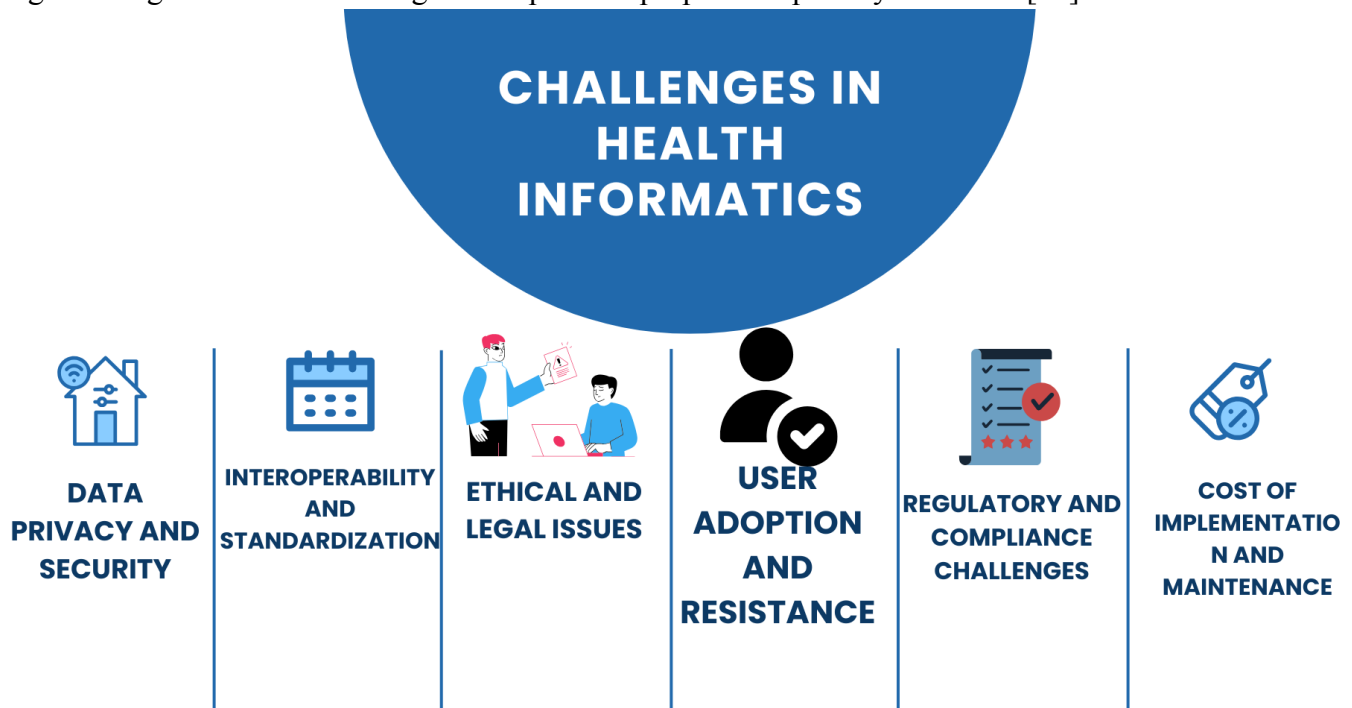 CHALLENGES IN
HEALTH
INFORMATICS
DATA
PRIVACY AND
SECURITY
INTEROPERABILITY
AND
STANDARDIZATION
ETHICAL AND
LEGAL ISSUES
USER
ADOPTION
AND
RESISTANCE
REGULATORY AND
COMPLIANCE
CHALLENGES
COST OF
IMPLEMENTATIO
N AND
MAINTENANCE